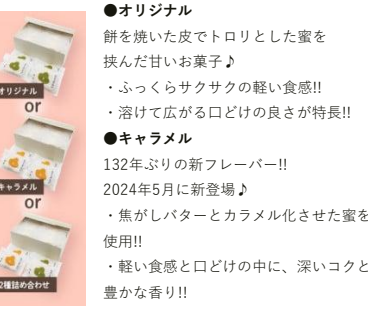 ●オリジナル
餅を焼いた皮でトロリとした蜜を
挟んだ甘いお菓子♪
・ふっくらサクサクの軽い食感!!
・溶けて広がる口どけの良さが特長!!
●キャラメル
132年ぶりの新フレーバー!!
2024年5月に新登場♪
・焦がしバターとカラメル化させた蜜を
使用!!
・軽い食感と口どけの中に、深いコクと
豊かな香り!!
オリジナル
or
キャラメル
or
2種詰め合わせ